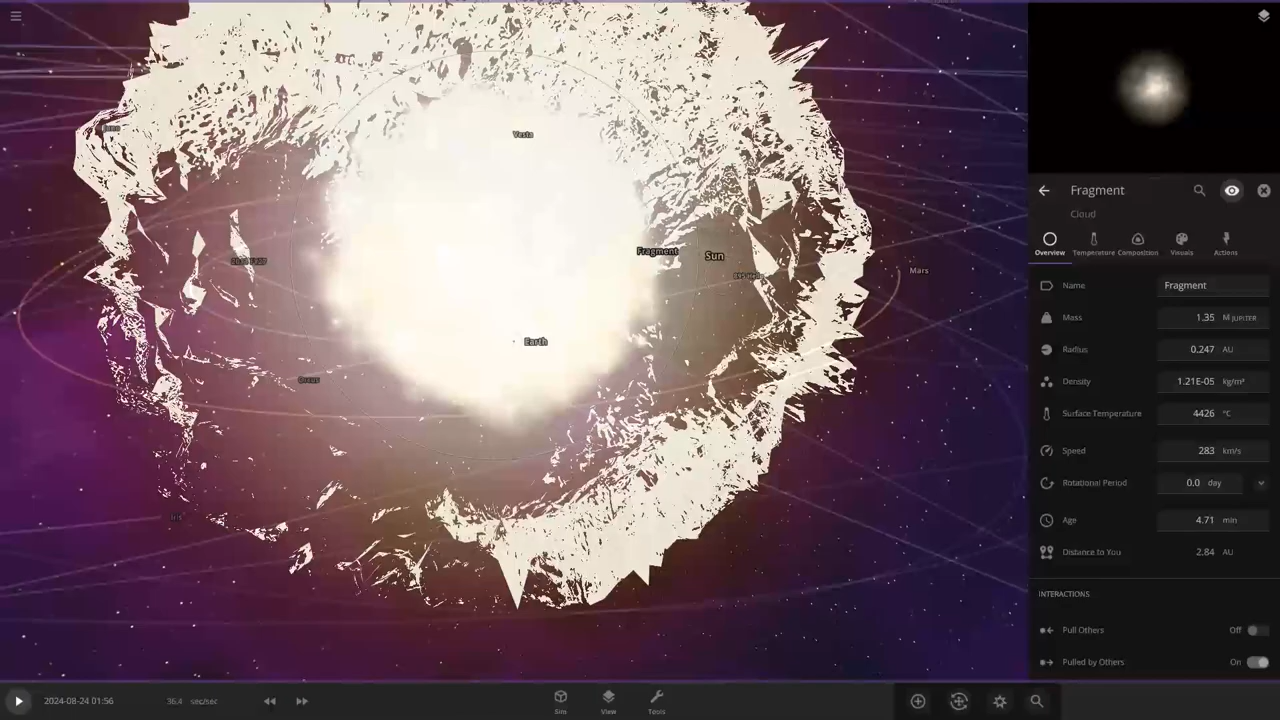 Vesta
Fragment
Sun
Mars
Earth
Orcus
Iris
Fragment
Cloud
Overview
Temperature
Composition
Visuals
Actions
Name Fragment
Mass 1.35 M JUPITER
Radius 0.247 AU
Density 1.21E-05 kg/m³
Surface Temperature 4426 °C
Speed 283 km/s
Rotational Period 0.0 day
Age 4.71 min
Distance to You 2.84 AU
INTERACTIONS
Pull Others Off
Pulled by Others On
2024-08-24 01:56
36.4 sec/sec
Sim
View
Tools